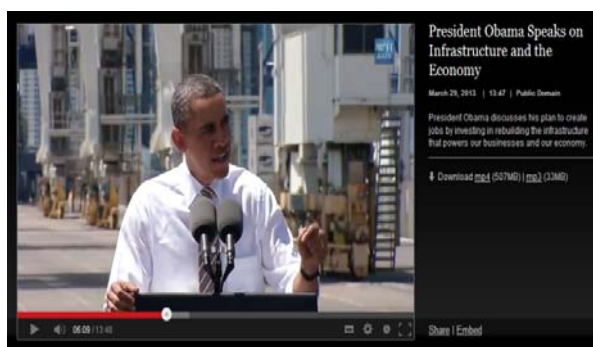 President Obama Speaks on
Infrastructure and the
Economy
March 29, 2013 | 13:47 | Public Domain
President Obama discusses his plan to create
jobs by investing in rebuilding the infrastructure
that powers our businesses and our economy.
Download mp4 (507MB) | mp3 (33MB)
06:09 / 13:48
Share | Embed